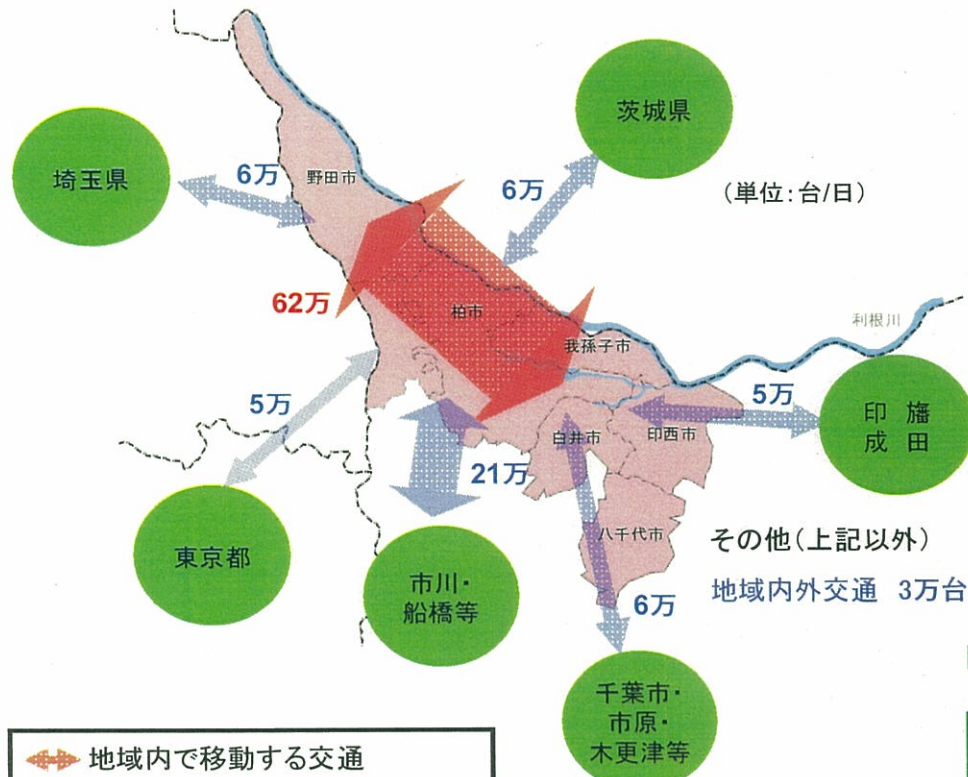 茨城県
埼玉県
6万
野田市
6万
(単位:台/日)
62万
柏市
利根川
我孫子市
5万
5万
印旛
成田
白井市
印西市
21万
八千代市
その他(上記以外)
東京都
市川・
船橋等
地域内外交通 3万台
6万
千葉市・
市原・
木更津等
地域内で移動する交通